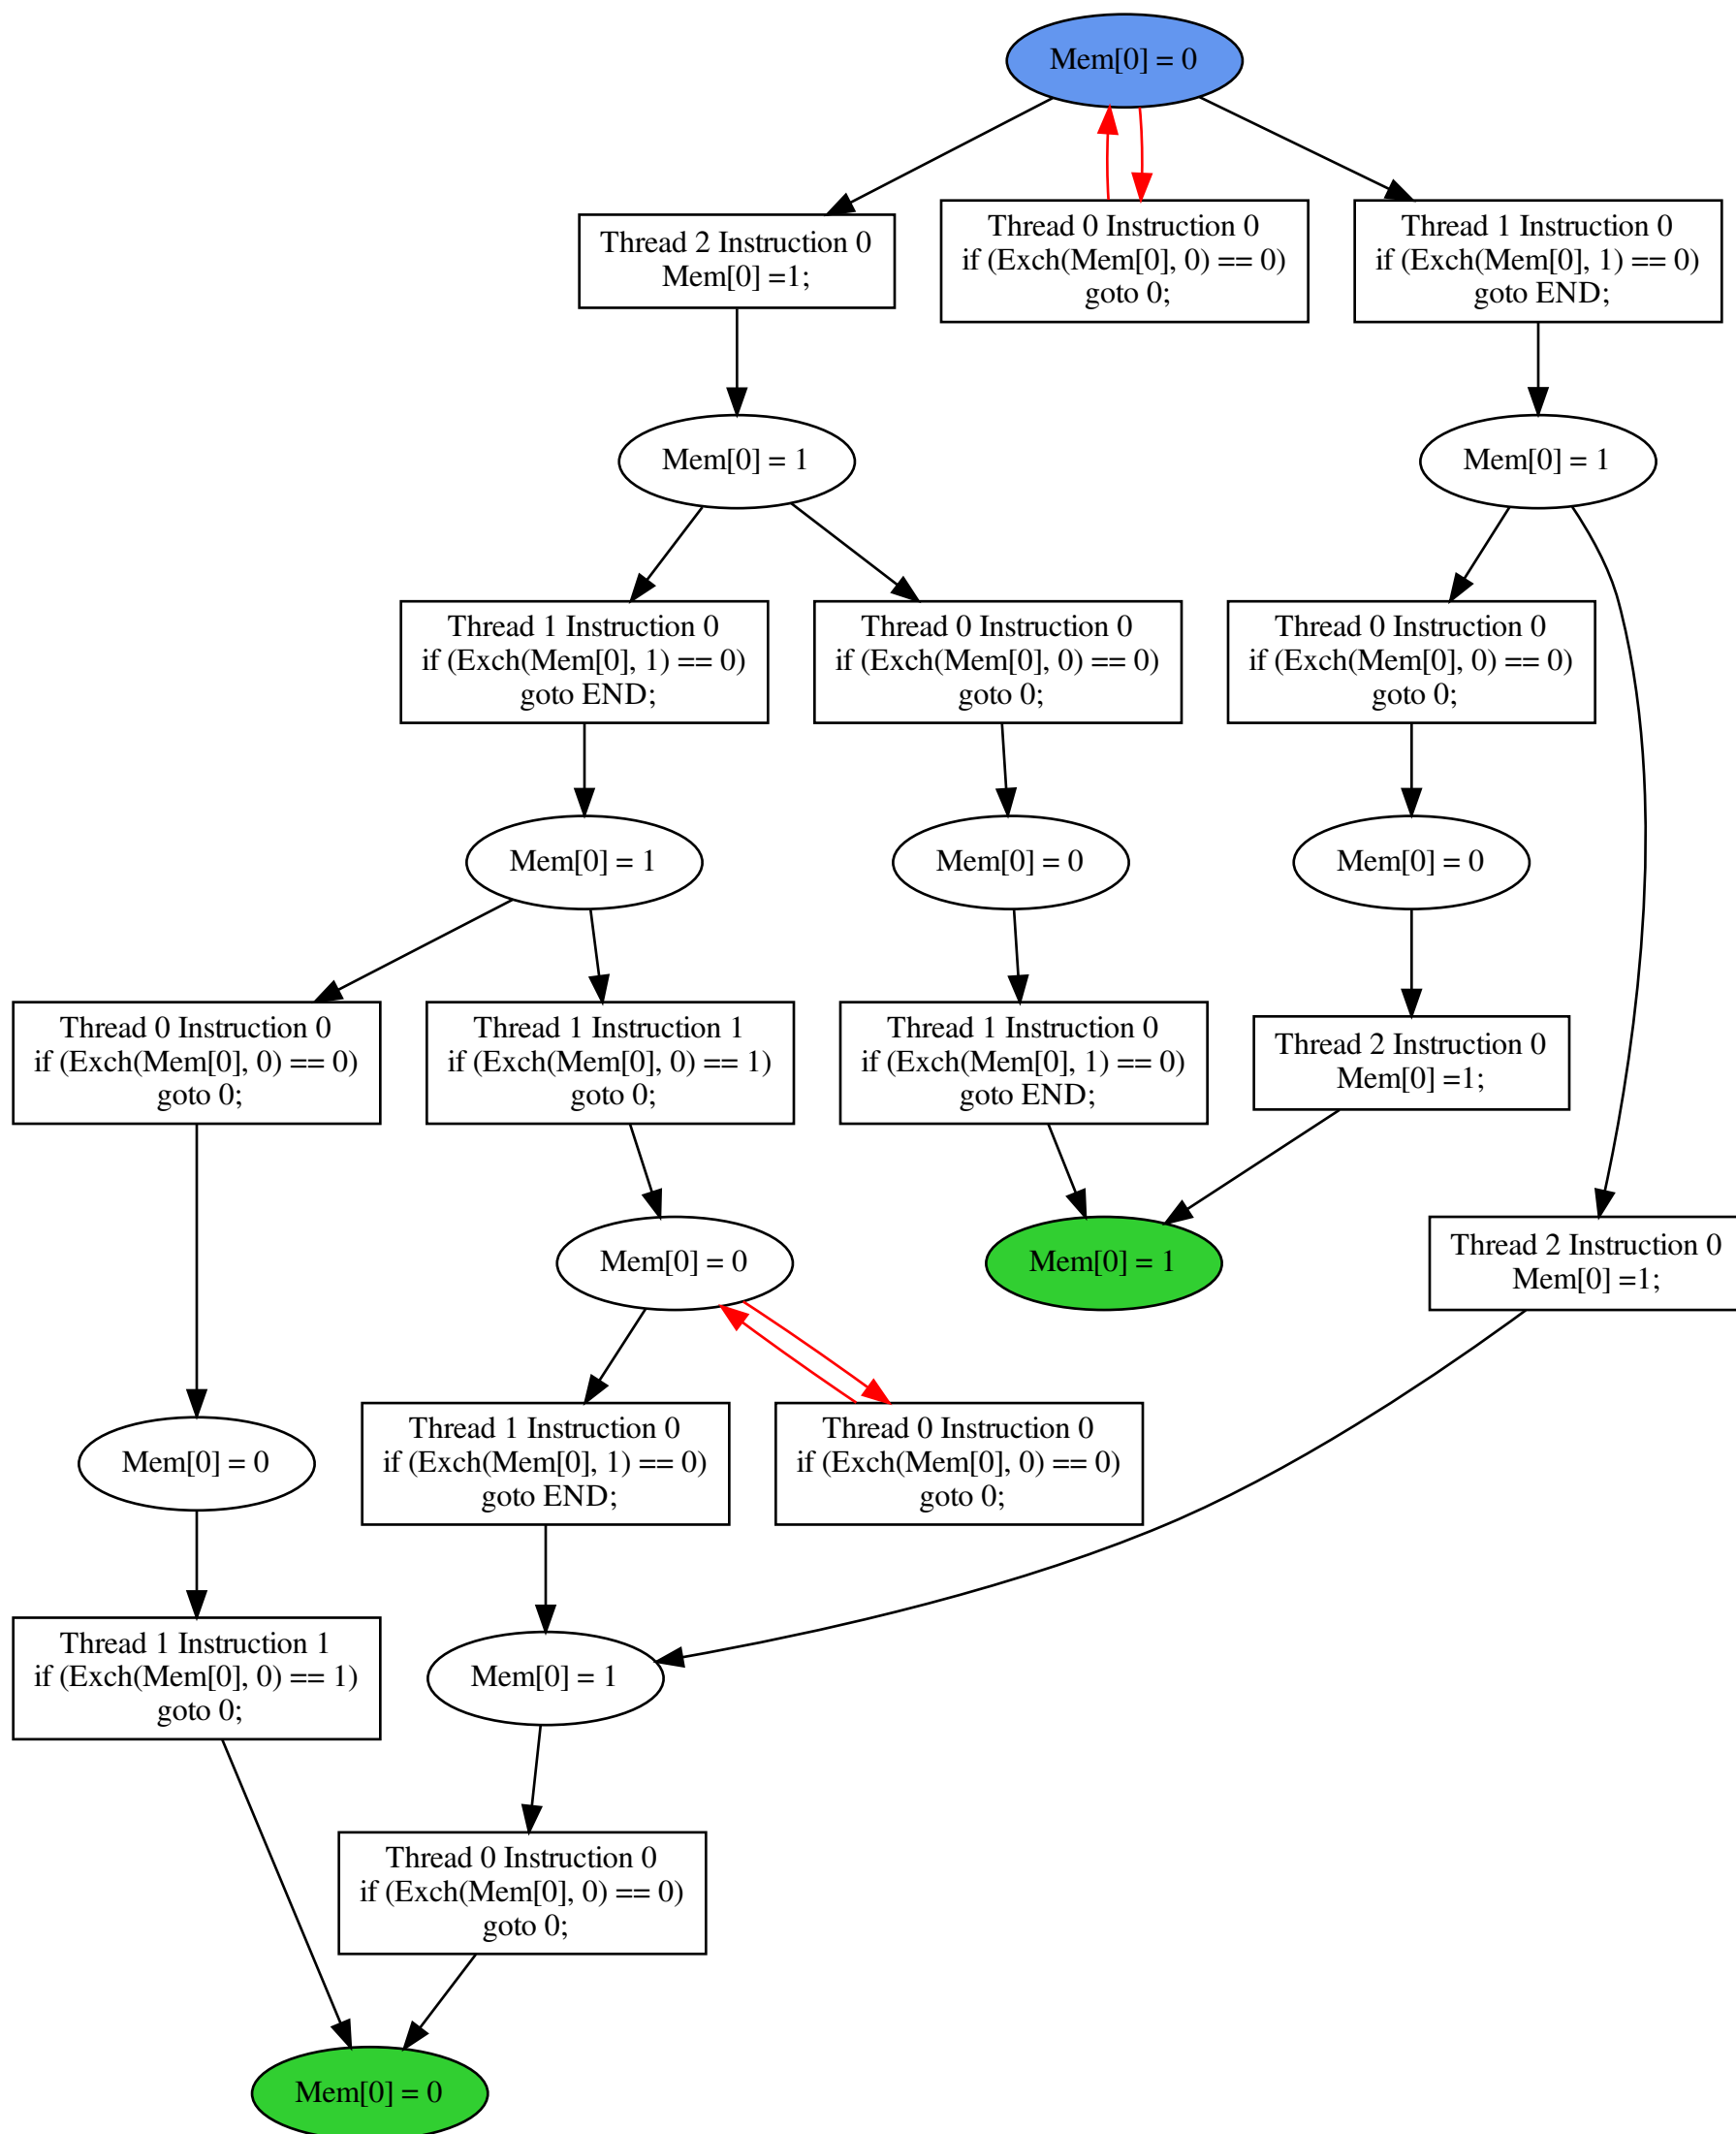 Mem[0] = 0
Thread 2 Instruction 0
Mem[0] =1;
Thread 0 Instruction 0
if (Exch(Mem[0], 0) == 0)
goto 0;
Thread 1 Instruction 0
if (Exch(Mem[0], 1) == 0)
goto END;
Mem[0] = 1
Mem[0] = 1
Thread 1 Instruction 0
if (Exch(Mem[0], 1) == 0)
goto END;
Thread 0 Instruction 0
if (Exch(Mem[0], 0) == 0)
goto 0;
Thread 0 Instruction 0
if (Exch(Mem[0], 0) == 0)
goto 0;
Mem[0] = 1
Mem[0] = 0
Mem[0] = 0
Thread 0 Instruction 0
if (Exch(Mem[0], 0) == 0)
goto 0;
Thread 1 Instruction 1
if (Exch(Mem[0], 0) == 1)
goto 0;
Thread 1 Instruction 0
if (Exch(Mem[0], 1) == 0)
goto END;
Thread 2 Instruction 0
Mem[0] =1;
Mem[0] = 0
Mem[0] = 1
Thread 2 Instruction 0
Mem[0] =1;
Mem[0] = 0
Thread 1 Instruction 0
if (Exch(Mem[0], 1) == 0)
goto END;
Thread 0 Instruction 0
if (Exch(Mem[0], 0) == 0)
goto 0;
Thread 1 Instruction 1
if (Exch(Mem[0], 0) == 1)
goto 0;
Mem[0] = 1
Thread 0 Instruction 0
if (Exch(Mem[0], 0) == 0)
goto 0;
Mem[0] = 0